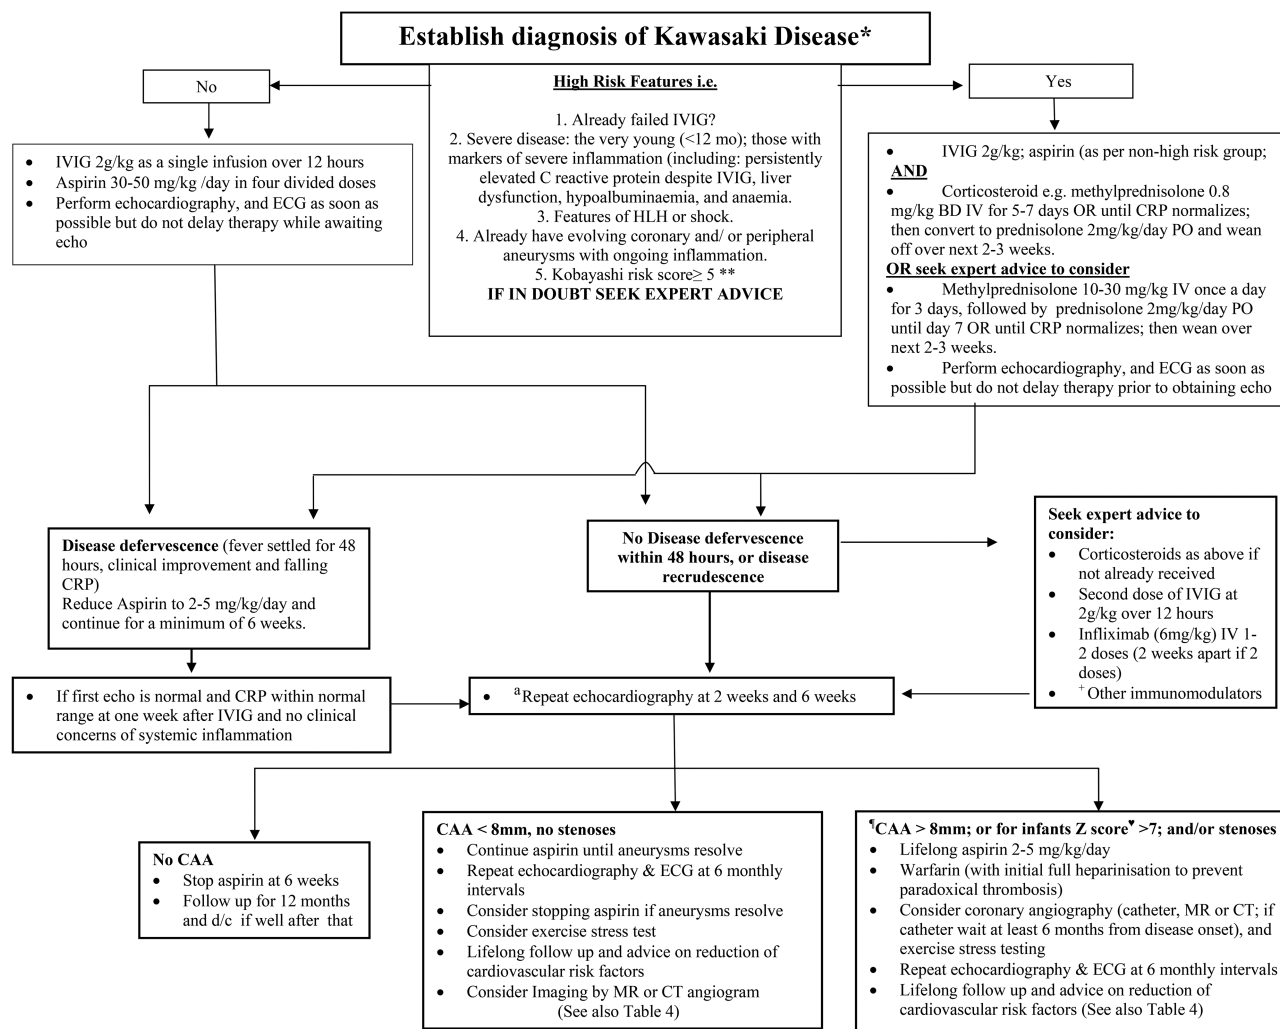 Establish diagnosis of Kawasaki Disease*
No
High Risk Features i.e.
1. Already failed IVIG?
2. Severe disease: the very young (<12 mo); those with
markers of severe inflammation (including: persistently
elevated C reactive protein despite IVIG, liver
dysfunction, hypoalbuminaemia, and anaemia.
3. Features of HLH or shock.
4. Already have evolving coronary and/ or peripheral
aneurysms with ongoing inflammation.
5. Kobayashi risk score≥ 5 **
IF IN DOUBT SEEK EXPERT ADVICE
Yes
• IVIG 2g/kg as a single infusion over 12 hours
• Aspirin 30-50 mg/kg /day in four divided doses
• Perform echocardiography, and ECG as soon as
possible but do not delay therapy while awaiting
echo
• IVIG 2g/kg; aspirin (as per non-high risk group;
AND
• Corticosteroid e.g. methylprednisolone 0.8
mg/kg BD IV for 5-7 days OR until CRP normalizes;
then convert to prednisolone 2mg/kg/day PO and wean
off over next 2-3 weeks.
OR seek expert advice to consider
• Methylprednisolone 10-30 mg/kg IV once a day
for 3 days, followed by prednisolone 2mg/kg/day PO
until day 7 OR until CRP normalizes; then wean over
next 2-3 weeks.
• Perform echocardiography, and ECG as soon as
possible but do not delay therapy prior to obtaining echo
Disease defervescence (fever settled for 48
hours, clinical improvement and falling
CRP)
Reduce Aspirin to 2-5 mg/kg/day and
continue for a minimum of 6 weeks.
No Disease defervescence
within 48 hours, or disease
recrudescence
Seek expert advice to
consider:
• Corticosteroids as above if
not already received
• Second dose of IVIG at
2g/kg over 12 hours
• Infliximab (6mg/kg) IV 1-
2 doses (2 weeks apart if 2
doses)
• + Other immunomodulators
• If first echo is normal and CRP within normal
range at one week after IVIG and no clinical
concerns of systemic inflammation
• a Repeat echocardiography at 2 weeks and 6 weeks
No CAA
• Stop aspirin at 6 weeks
• Follow up for 12 months
and d/c if well after that
CAA < 8mm, no stenoses
• Continue aspirin until aneurysms resolve
• Repeat echocardiography & ECG at 6 monthly
intervals
• Consider stopping aspirin if aneurysms resolve
• Consider exercise stress test
• Lifelong follow up and advice on reduction of
cardiovascular risk factors
• Consider Imaging by MR or CT angiogram
(See also Table 4)
¶CAA > 8mm; or for infants Z score♥ >7; and/or stenoses
• Lifelong aspirin 2-5 mg/kg/day
• Warfarin (with initial full heparinisation to prevent
paradoxical thrombosis)
• Consider coronary angiography (catheter, MR or CT; if
catheter wait at least 6 months from disease onset), and
exercise stress testing
• Repeat echocardiography & ECG at 6 monthly intervals
• Lifelong follow up and advice on reduction of
cardiovascular risk factors (See also Table 4)